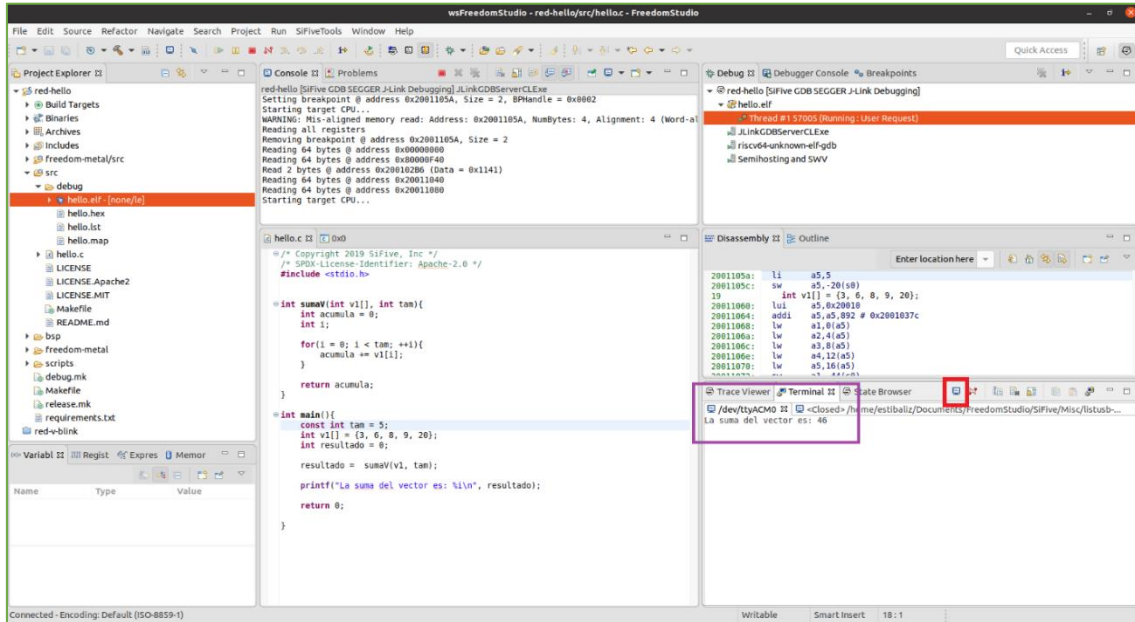 wsFreedomStudio - red-hello/src/hello.c - FreedomStudio
File Edit Source Refactor Navigate Search Project Run SiFiveTools Window Help
Quick Access
Project Explorer
red-hello
Build Targets
Binaries
Archives
Includes
freedom-metal/src
src
debug
hello.elf - [none/le]
hello.hex
hello.lst
hello.map
hello.c
LICENSE
LICENSE.Apache2
LICENSE.MIT
Makefile
README.md
bsp
freedom-metal
scripts
debug.mk
Makefile
release.mk
requirements.txt
red-v-blink
Variabl Regist Expres Memor
Name Type Value
Console Problems
red-hello [SiFive GDB SEGGER J-Link Debugging] JLinkGDBServerCLExe
Setting breakpoint @ address 0x2001105A, Size = 2, BPHandle = 0x0002
Starting target CPU...
WARNING: Mis-aligned memory read: Address: 0x2001105A, NumBytes: 4, Alignment: 4 (Word-al
Reading all registers
Removing breakpoint @ address 0x2001105A, Size = 2
Reading 64 bytes @ address 0x00000000
Reading 64 bytes @ address 0x80000F40
Read 2 bytes @ address 0x200102B6 (Data = 0x1141)
Reading 64 bytes @ address 0x20011040
Reading 64 bytes @ address 0x20011080
Starting target CPU...
hello.c 0x0
/* Copyright 2019 SiFive, Inc */
/* SPDX-License-Identifier: Apache-2.0 */
#include <stdio.h>
int sumaV(int v1[], int tam){
int acumula = 0;
int i;
for(i = 0; i < tam; ++i){
acumula += v1[i];
}
return acumula;
}
int main(){
const int tam = 5;
int v1[] = {3, 6, 8, 9, 20};
int resultado = 0;
resultado = sumaV(v1, tam);
printf("La suma del vector es: %i\n", resultado);
return 0;
}
Debug Debugger Console Breakpoints
red-hello [SiFive GDB SEGGER J-Link Debugging]
hello.elf
Thread #1 57005 (Running : User Request)
JLinkGDBServerCLExe
riscv64-unknown-elf-gdb
Semihosting and SWV
Disassembly Outline
Enter location here
2001105a: li a5,5
2001105c: sw a5,-20(s0)
19 int v1[] = {3, 6, 8, 9, 20};
20011060: lui a5,0x20010
20011064: addi a5,a5,892 # 0x2001037c
20011068: lw a1,0(a5)
2001106a: lw a2,4(a5)
2001106c: lw a3,8(a5)
2001106e: lw a4,12(a5)
20011070: lw a5,16(a5)
Trace Viewer Terminal State Browser
/dev/ttyACM0 <Closed> /home/estibaliz/Documents/FreedomStudio/SiFive/Misc/listusb-...
La suma del vector es: 46
Connected - Encoding: Default (ISO-8859-1)
Writable Smart Insert 18 : 1